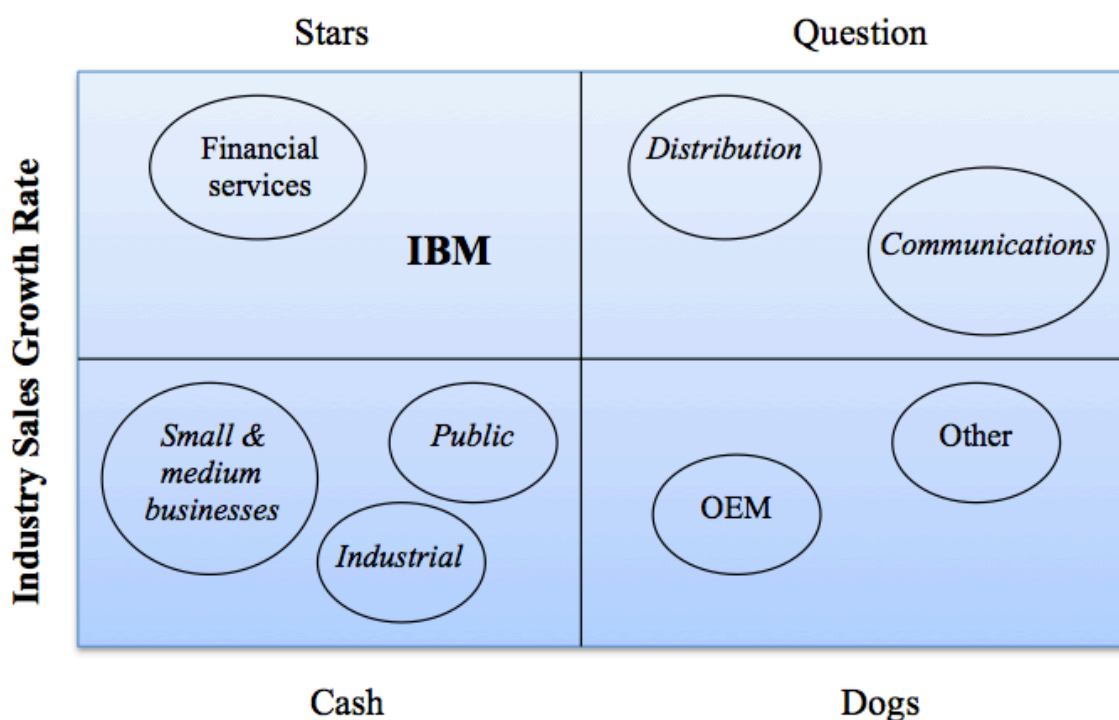 Stars
Question
Industry Sales Growth Rate
Financial
services
IBM
Distribution
Communications
Small &
medium
businesses
Public
Industrial
OEM
Other
Cash
Dogs